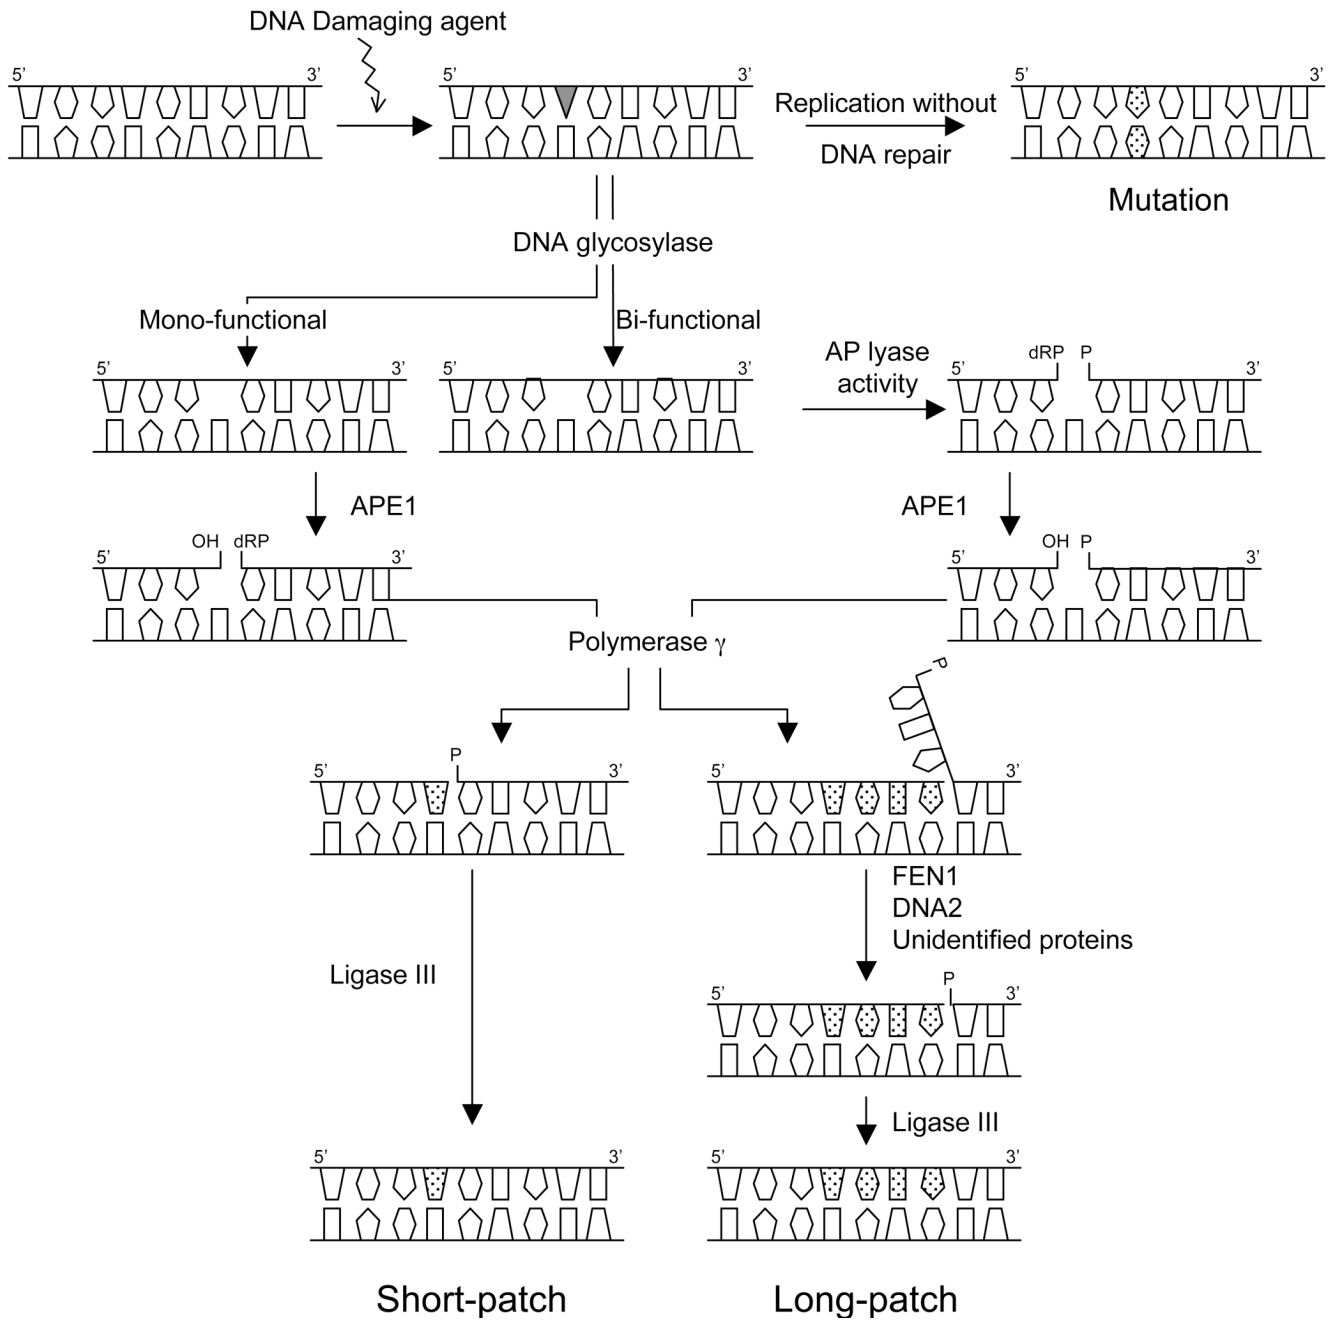 DNA Damaging agent
5’ 3’
5’ 3’
5’ 3’
Replication without
DNA repair
Mutation
DNA glycosylase
Mono-functional
Bi-functional
AP lyase
activity
5’ 3’
5’ 3’
5’ dRP P 3’
APE1
APE1
5’ OH dRP 3’
5’ OH P 3’
Polymerase γ
P
5’ P 3’
5’ 3’
FEN1
DNA2
Unidentified proteins
Ligase III
5’ P 3’
Ligase III
5’ 3’
5’ 3’
Short-patch
Long-patch